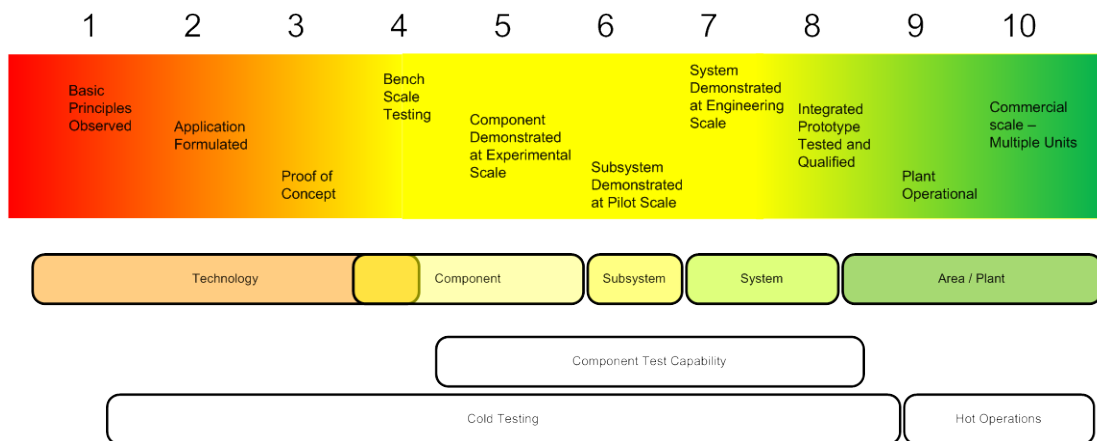 1 2 3 4 5 6 7 8 9 10
Basic
Principles
Observed
Application
Formulated
Proof of
Concept
Bench
Scale
Testing
Component
Demonstrated
at Experimental
Scale
Subsystem
Demonstrated
at Pilot Scale
System
Demonstrated
at Engineering
Scale
Integrated
Prototype
Tested and
Qualified
Plant
Operational
Commercial
scale –
Multiple Units
Technology Component Subsystem System Area / Plant
Component Test Capability
Cold Testing Hot Operations